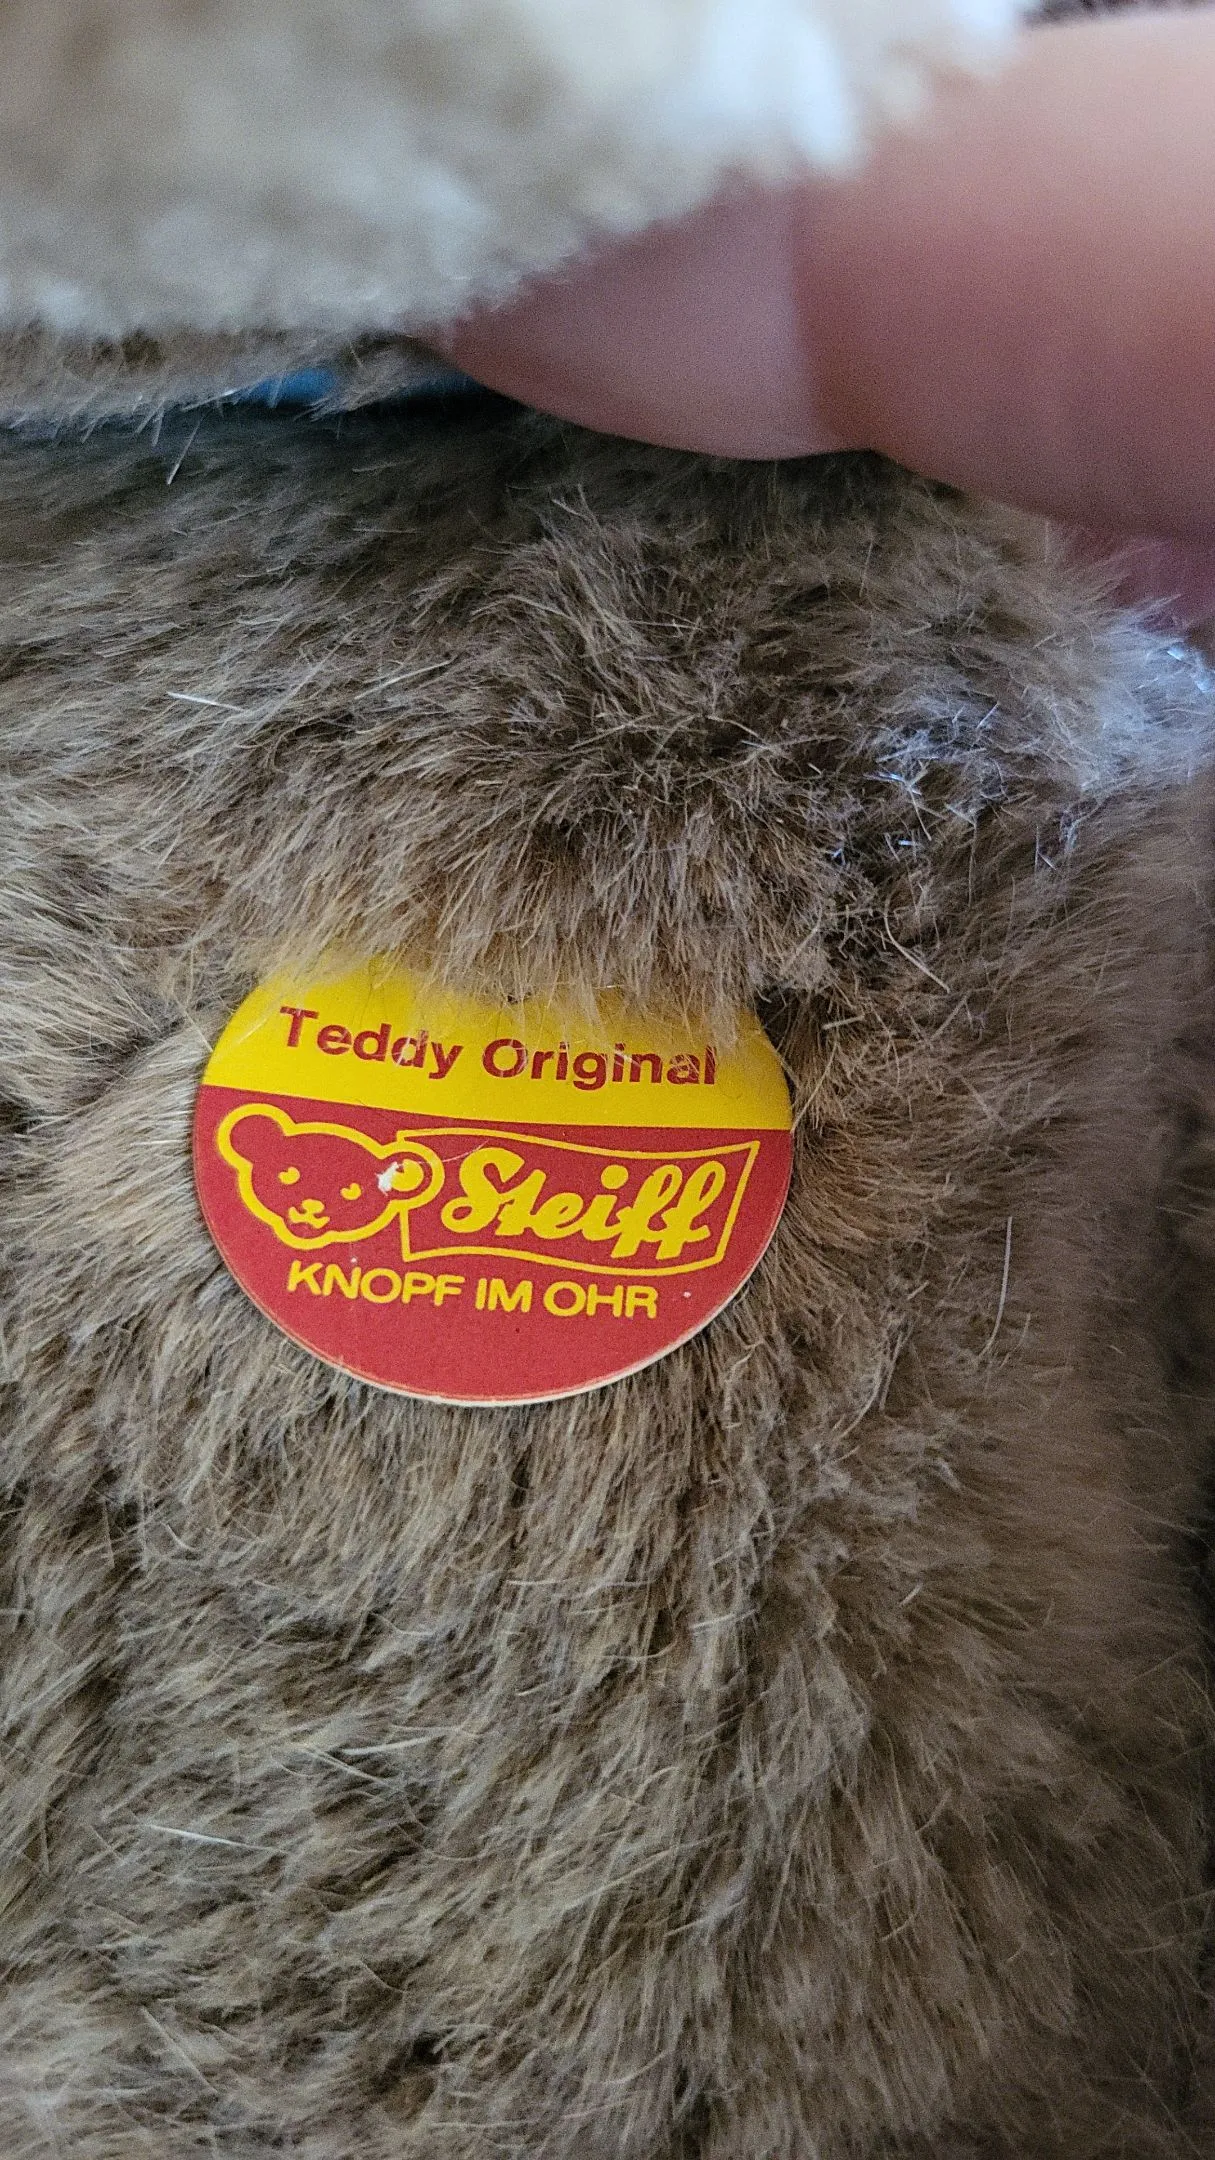 Teddy Original
Steiff
KNOPF IM OHR